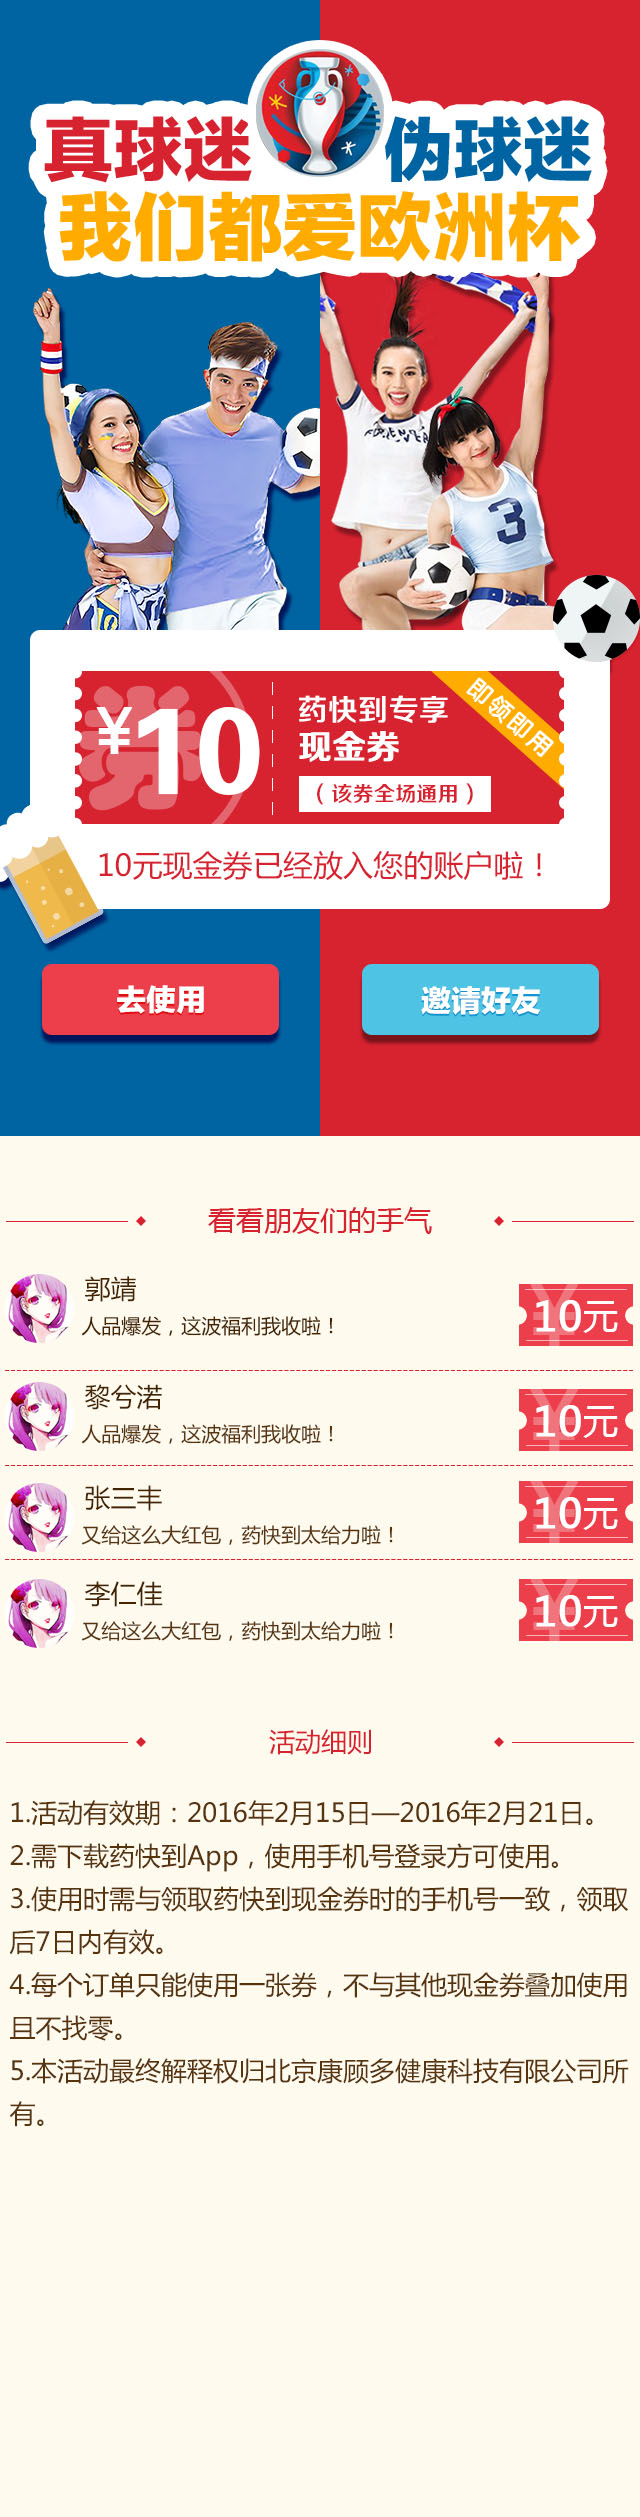 真球迷 伪球迷
我们都爱欧洲杯
FOREVER
3
券
¥10
药快到专享
现金券
（该券全场通用）
即领即用
10元现金券已经放入您的账户啦！
去使用
邀请好友
看看朋友们的手气
郭靖
人品爆发，这波福利我收啦！
¥
10元
黎兮渃
人品爆发，这波福利我收啦！
¥
10元
张三丰
又给这么大红包，药快到太给力啦！
¥
10元
李仁佳
又给这么大红包，药快到太给力啦！
¥
10元
活动细则
1.活动有效期：2016年2月15日—2016年2月21日。
2.需下载药快到App，使用手机号登录方可使用。
3.使用时需与领取药快到现金券时的手机号一致，领取
后7日内有效。
4.每个订单只能使用一张券，不与其他现金券叠加使用
且不找零。
5.本活动最终解释权归北京康顾多健康科技有限公司所
有。